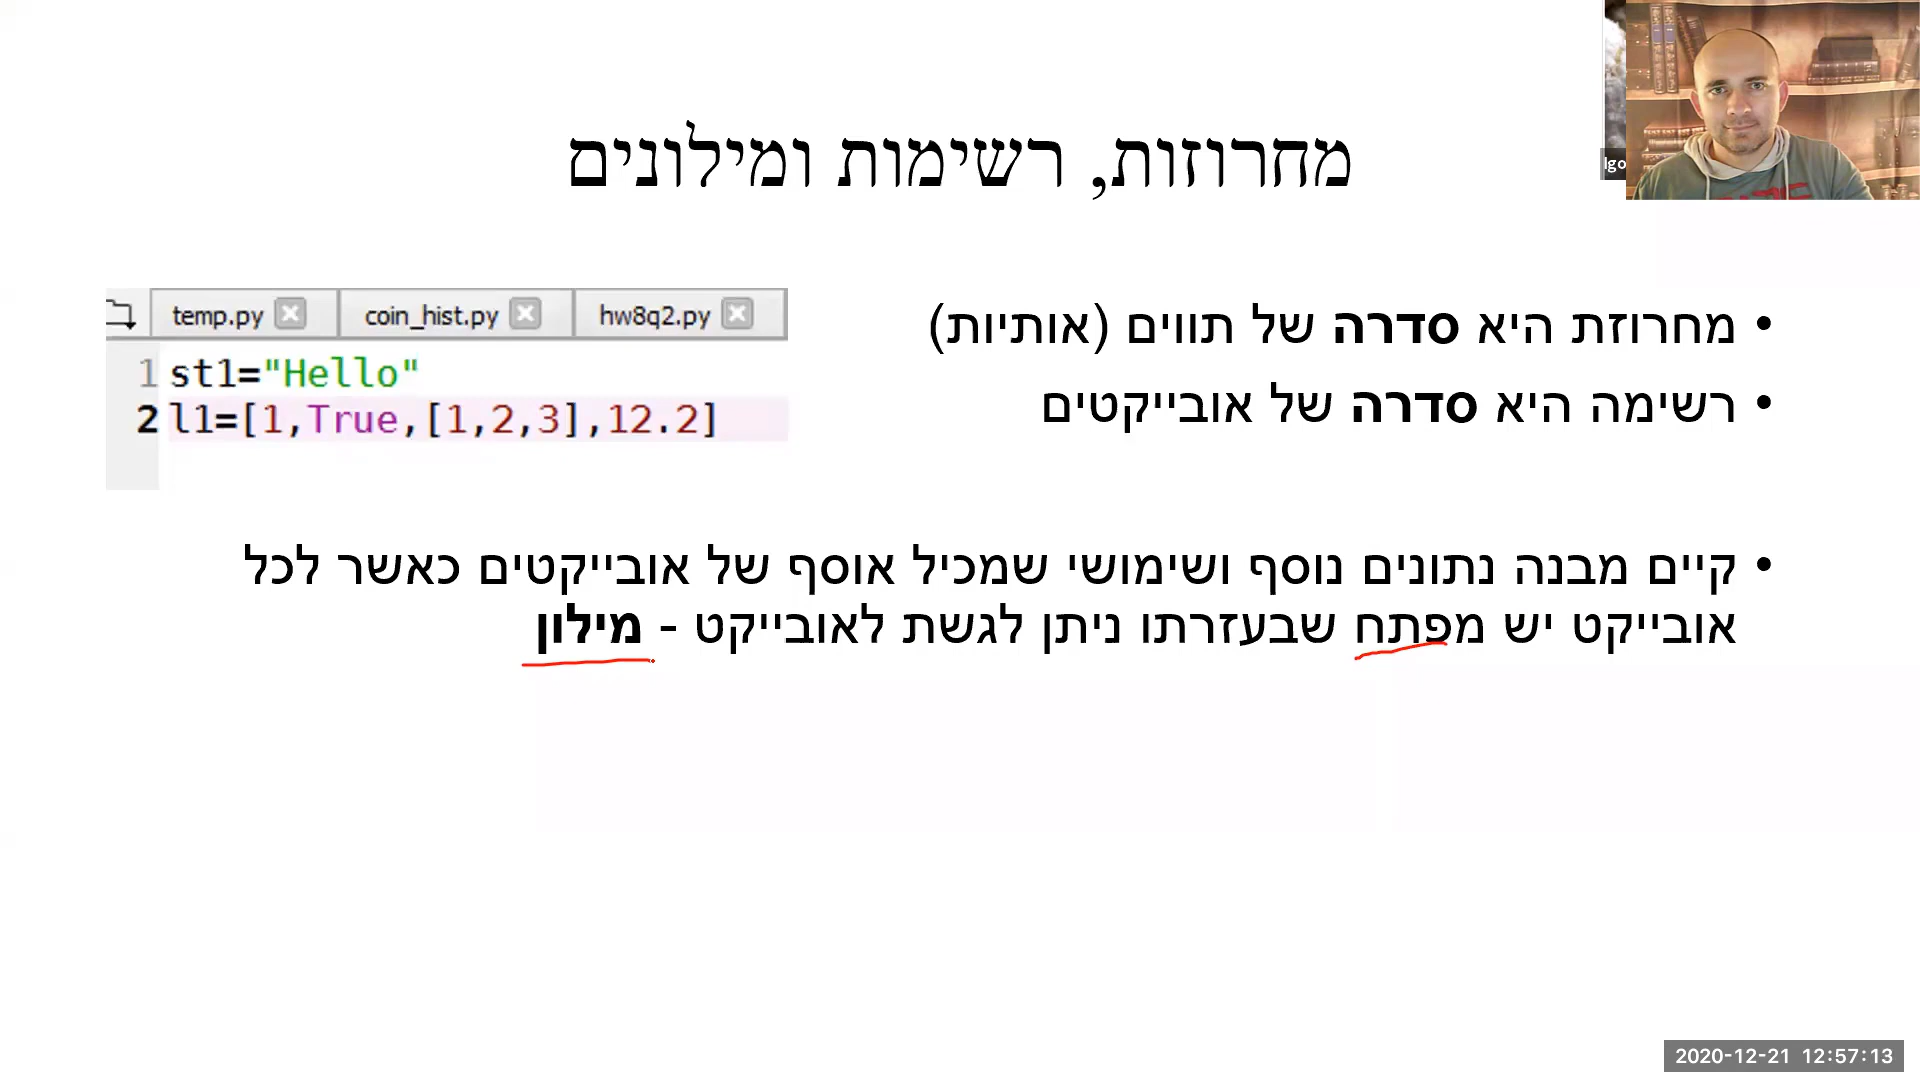 Igo
מחרוזות, רשימות ומילונים
מחרוזת היא סדרה של תווים (אותיות)
רשימה היא סדרה של אובייקטים
temp.py coin_hist.py hw8q2.py
1 st1="Hello"
2 l1=[1,True,[1,2,3],12.2]
קיים מבנה נתונים נוסף ושימושי שמכיל אוסף של אובייקטים כאשר לכל
אובייקט יש מפתח שבעזרתו ניתן לגשת לאובייקט - מילון
2020-12-21 12:57:13